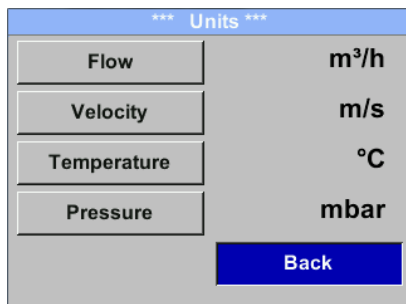 *** Units ***
Flow m³/h
Velocity m/s
Temperature °C
Pressure mbar
Back